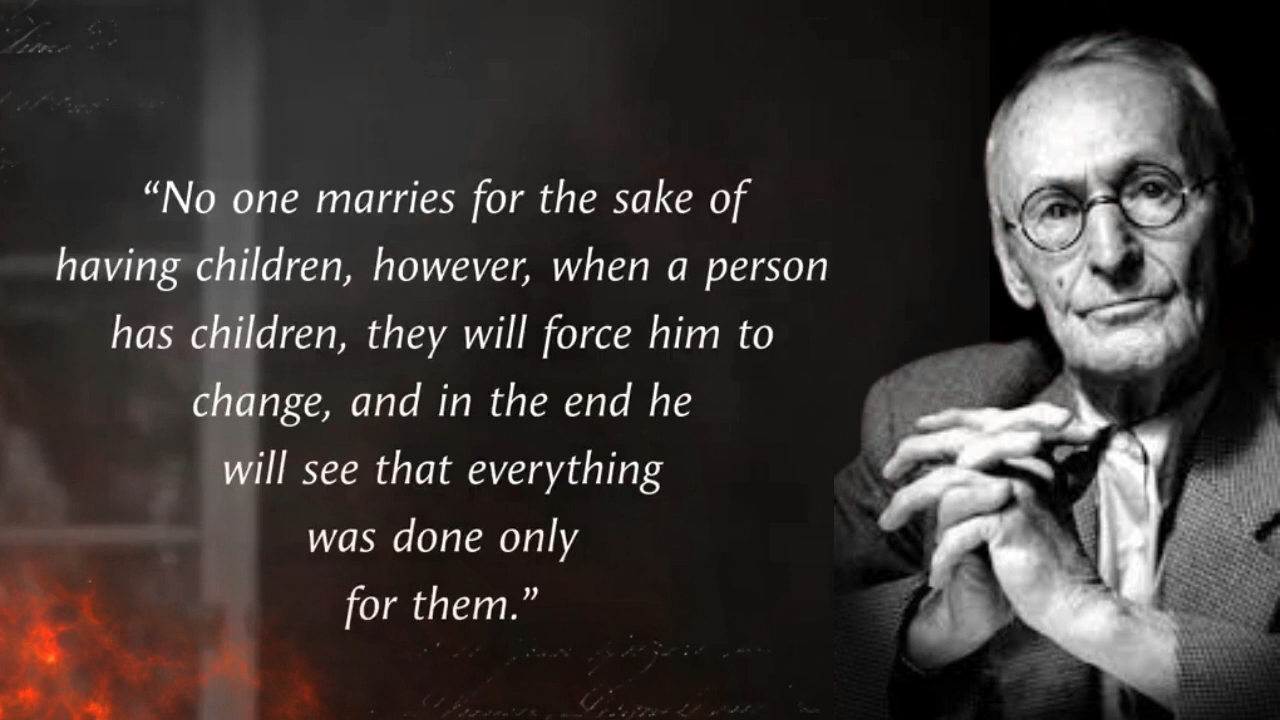 “No one marries for the sake of
having children, however, when a person
has children, they will force him to
change, and in the end he
will see that everything
was done only
for them.”